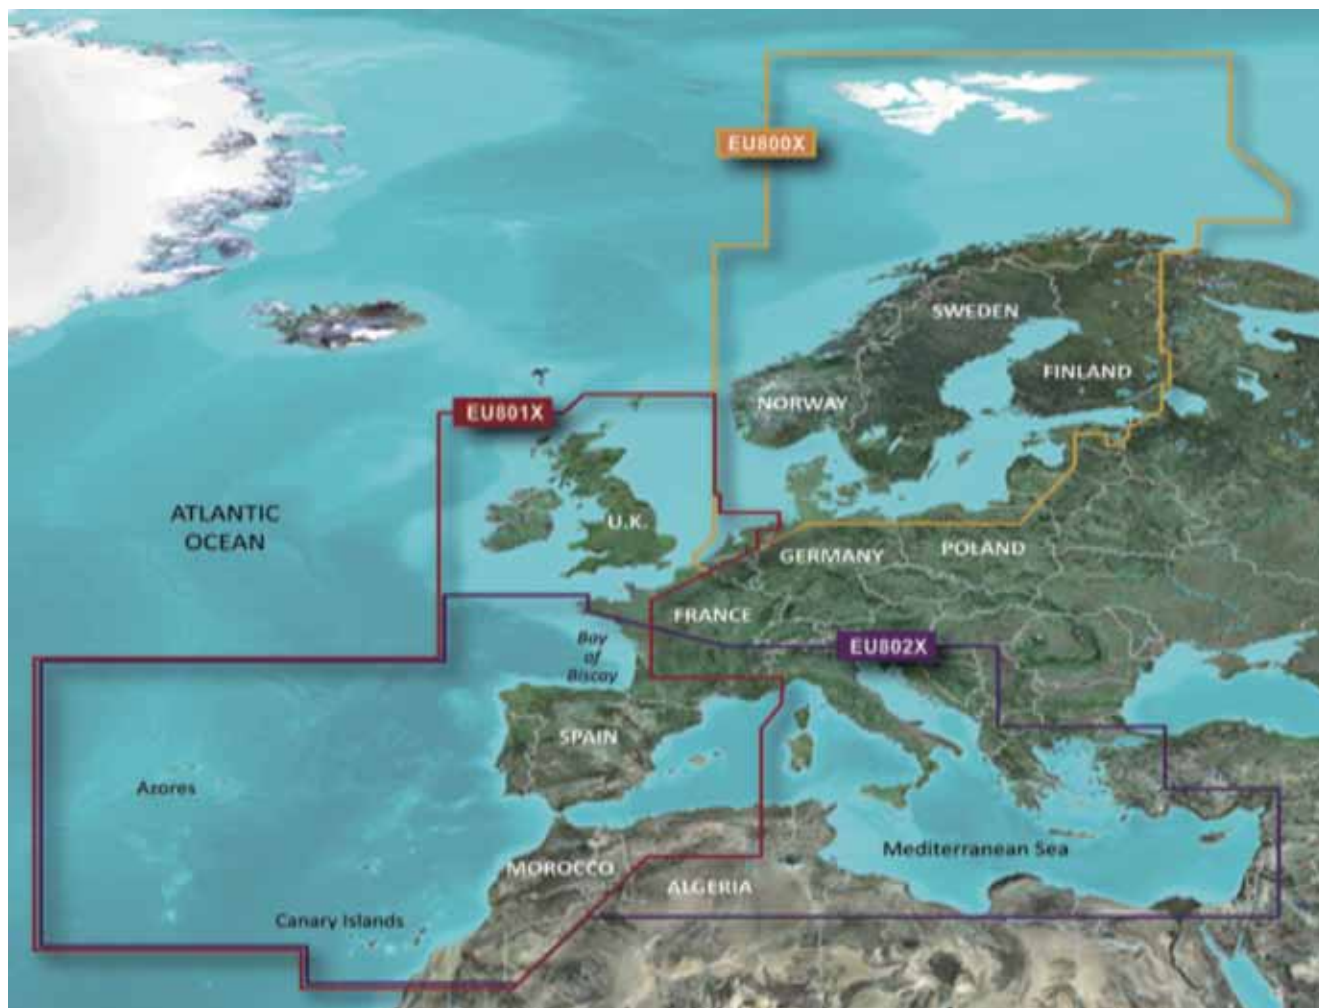 EU800X
SWEDEN
FINLAND
NORWAY
EU801X
ATLANTIC
OCEAN
U.K.
GERMANY
POLAND
FRANCE
Bay
of
Biscay
EU802X
SPAIN
Azores
Mediterranean Sea
MOROCCO
ALGERIA
Canary Islands